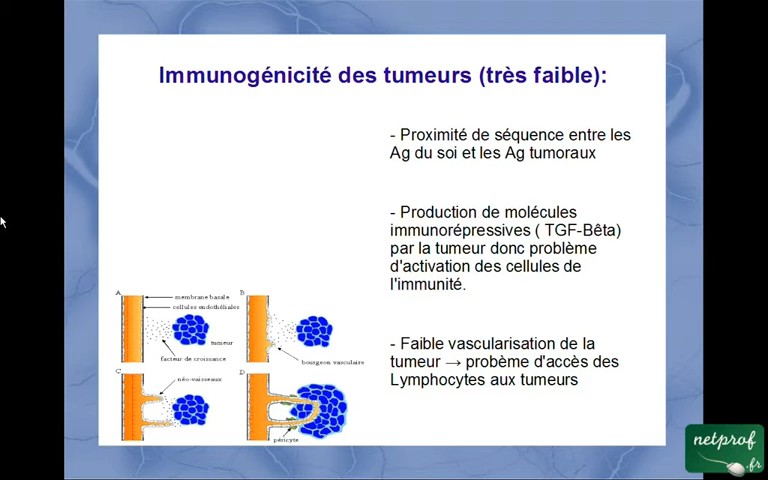 Immunogénicité des tumeurs (très faible):
- Proximité de séquence entre les
Ag du soi et les Ag tumoraux
- Production de molécules
immunorépressives ( TGF-Bêta)
par la tumeur donc problème
d'activation des cellules de
l'immunité.
- Faible vascularisation de la
tumeur → probème d'accès des
Lymphocytes aux tumeurs
A
membrane basale
cellules endothéliales
tumeur
facteur de croissance
B
bourgeon vasculaire
C
néo-vaisseaux
D
péricyte
netprof
.fr